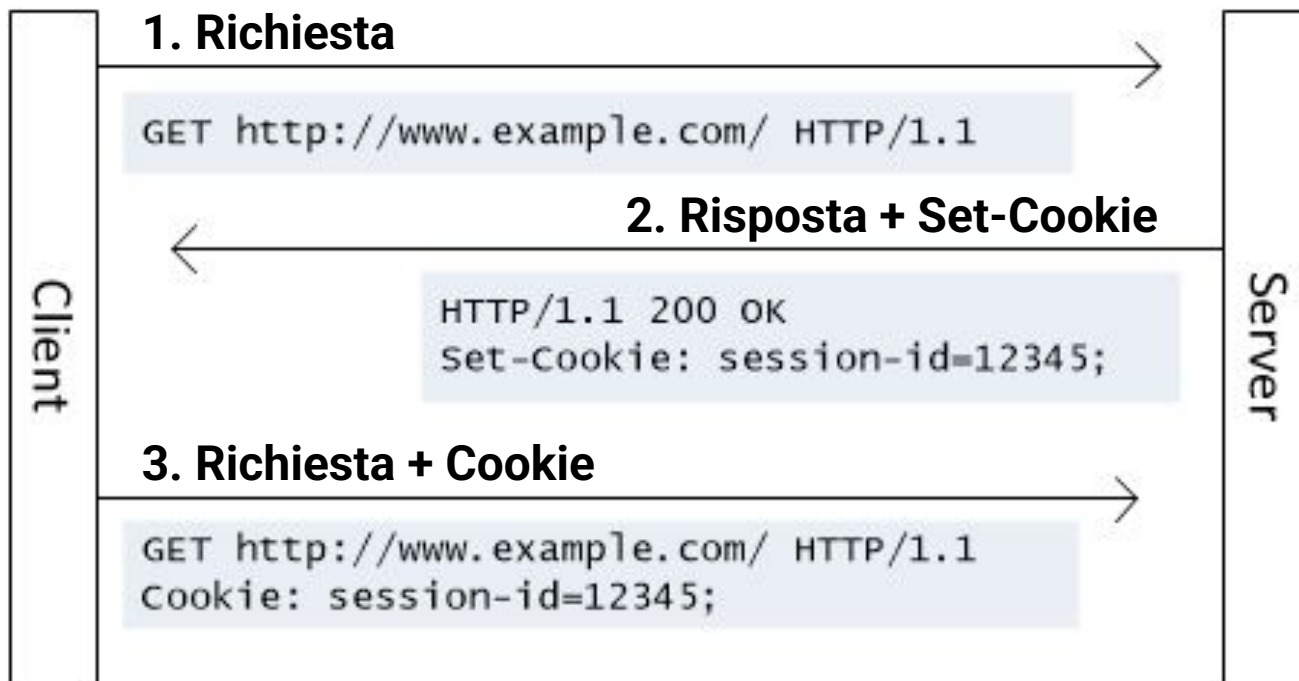 1. Richiesta
GET http://www.example.com/ HTTP/1.1
2. Risposta + Set-Cookie
HTTP/1.1 200 OK
Set-Cookie: session-id=12345;
3. Richiesta + Cookie
GET http://www.example.com/ HTTP/1.1
Cookie: session-id=12345;
Client
Server